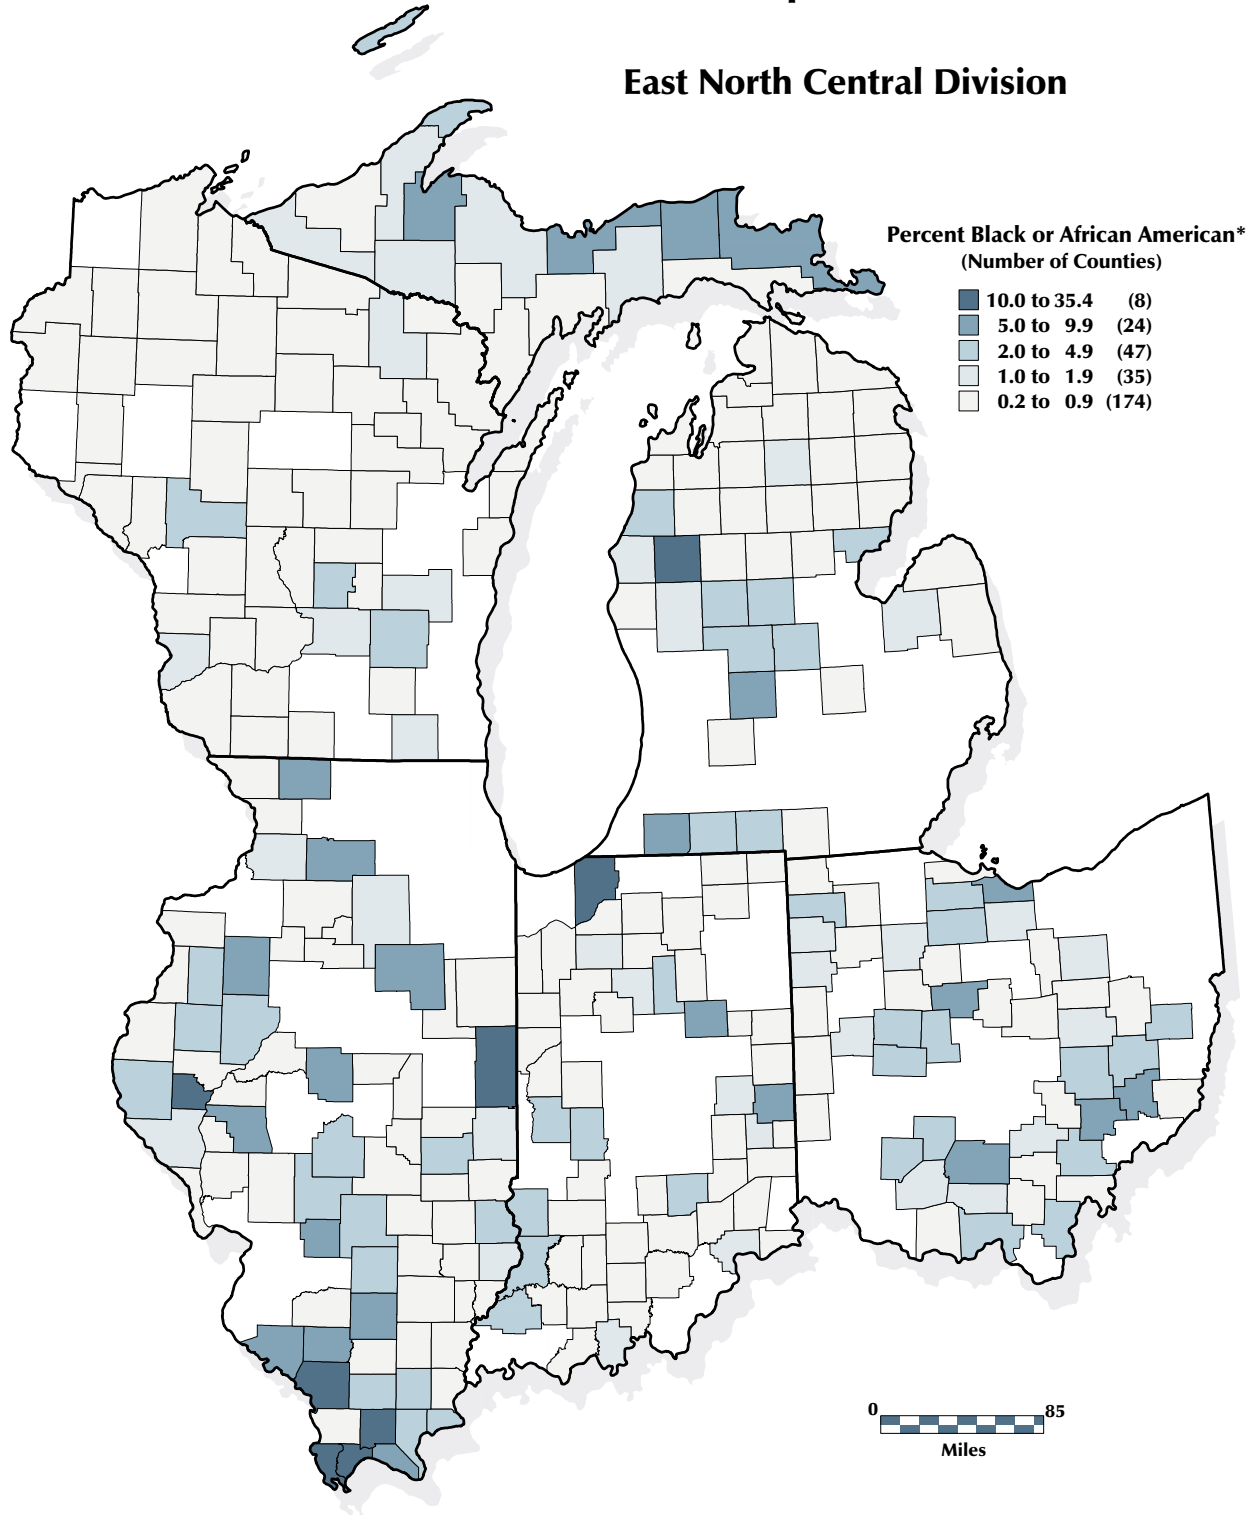 East North Central Division
Percent Black or African American*
(Number of Counties)
10.0 to 35.4 (8)
5.0 to 9.9 (24)
2.0 to 4.9 (47)
1.0 to 1.9 (35)
0.2 to 0.9 (174)
0 85
Miles